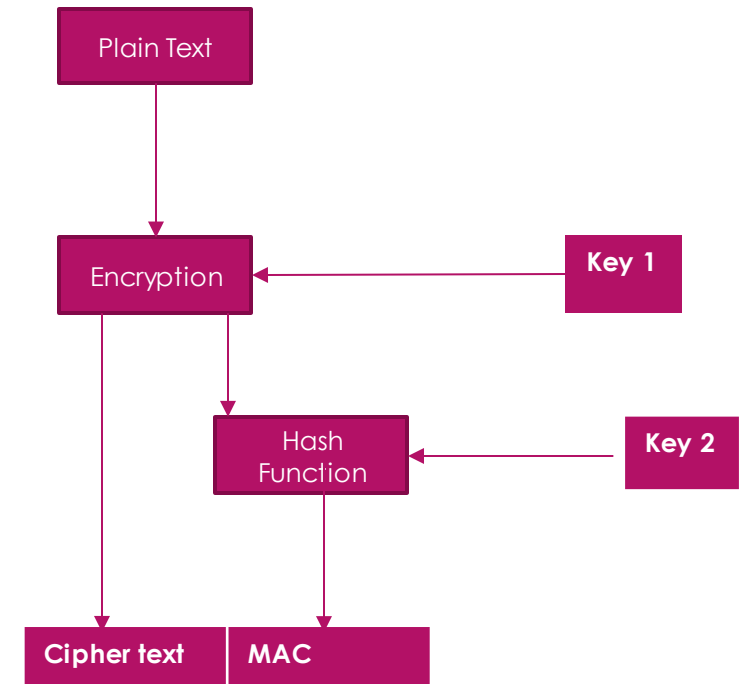 Plain Text
Encryption
Key 1
Hash
Function
Key 2
Cipher text
MAC